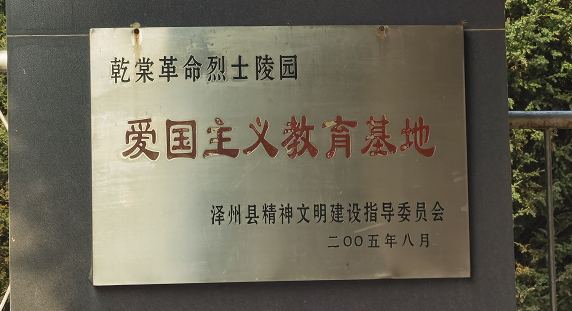 乾棠革命烈士陵园
爱国主义教育基地
泽州县精神文明建设指导委员会
二〇〇五年八月